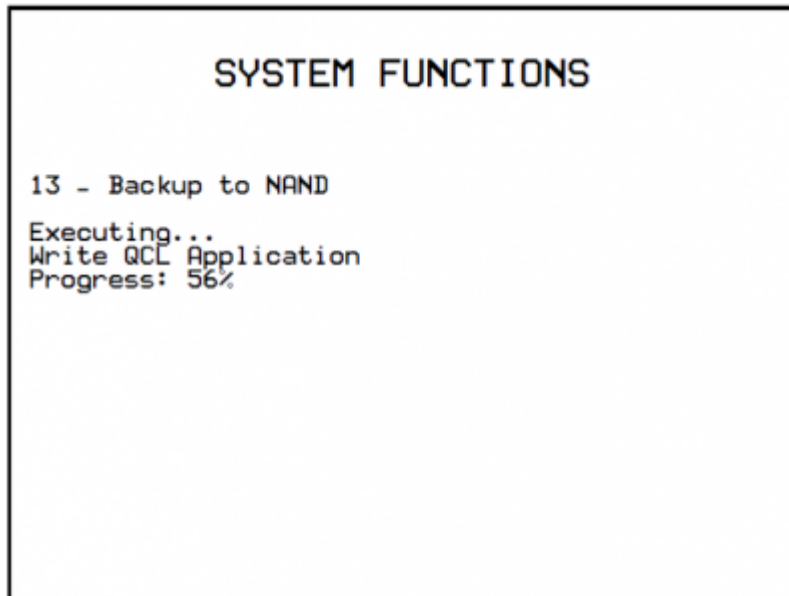 SYSTEM FUNCTIONS
13 - Backup to NAND
Executing...
Write QCL Application
Progress: 56%